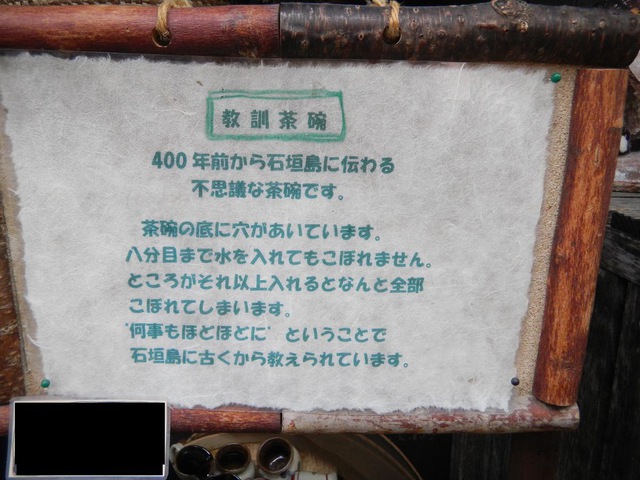 教訓茶碗
400年前から石垣島に伝わる
不思議な茶碗です。
茶碗の底に穴があいています。
八分目まで水を入れてもこぼれません。
ところがそれ以上入れるとなんと全部
こぼれてしまいます。
"何事もほどほどに" ということで
石垣島に古くから教えられています。